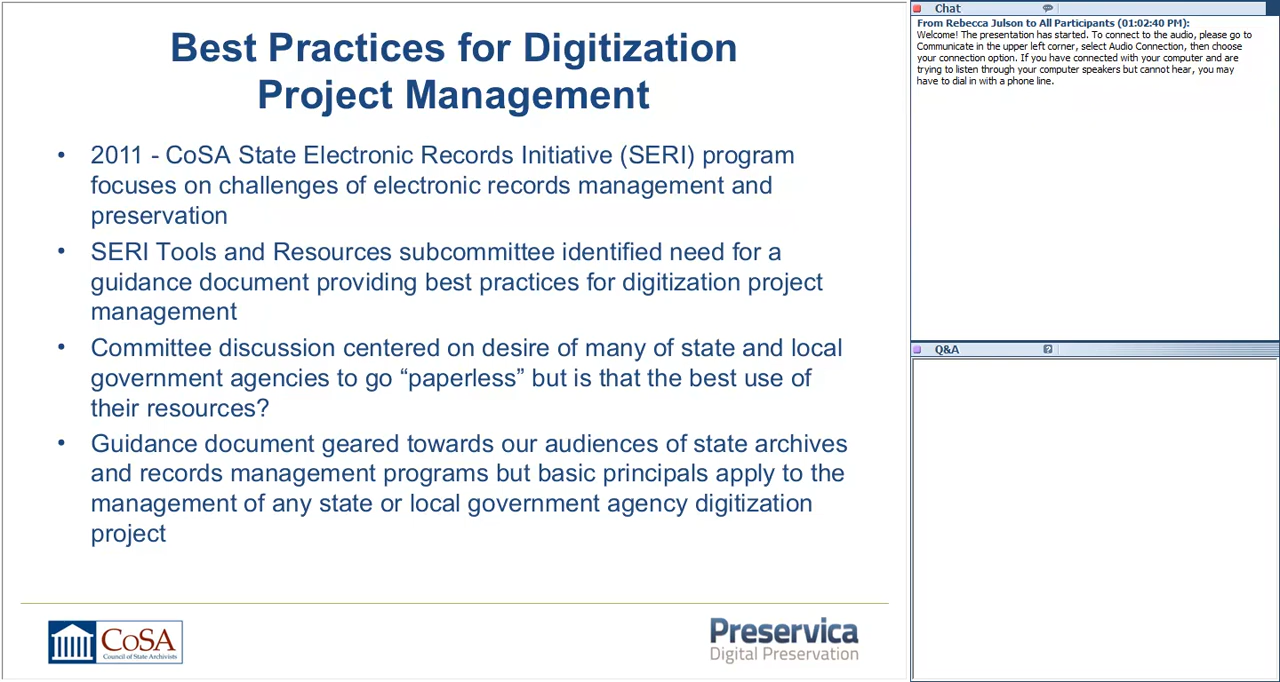 Best Practices for Digitization
Project Management
• 2011 - CoSA State Electronic Records Initiative (SERI) program
focuses on challenges of electronic records management and
preservation
• SERI Tools and Resources subcommittee identified need for a
guidance document providing best practices for digitization project
management
• Committee discussion centered on desire of many of state and local
government agencies to go “paperless” but is that the best use of
their resources?
• Guidance document geared towards our audiences of state archives
and records management programs but basic principals apply to the
management of any state or local government agency digitization
project
CoSA
Council of State Archivists
Preservica
Digital Preservation
Chat
From Rebecca Julson to All Participants (01:02:40 PM):
Welcome! The presentation has started. To connect to the audio, please go to
Communicate in the upper left corner, select Audio Connection, then choose
your connection option. If you have connected with your computer and are
trying to listen through your computer speakers but cannot hear, you may
have to dial in with a phone line.
Q&A